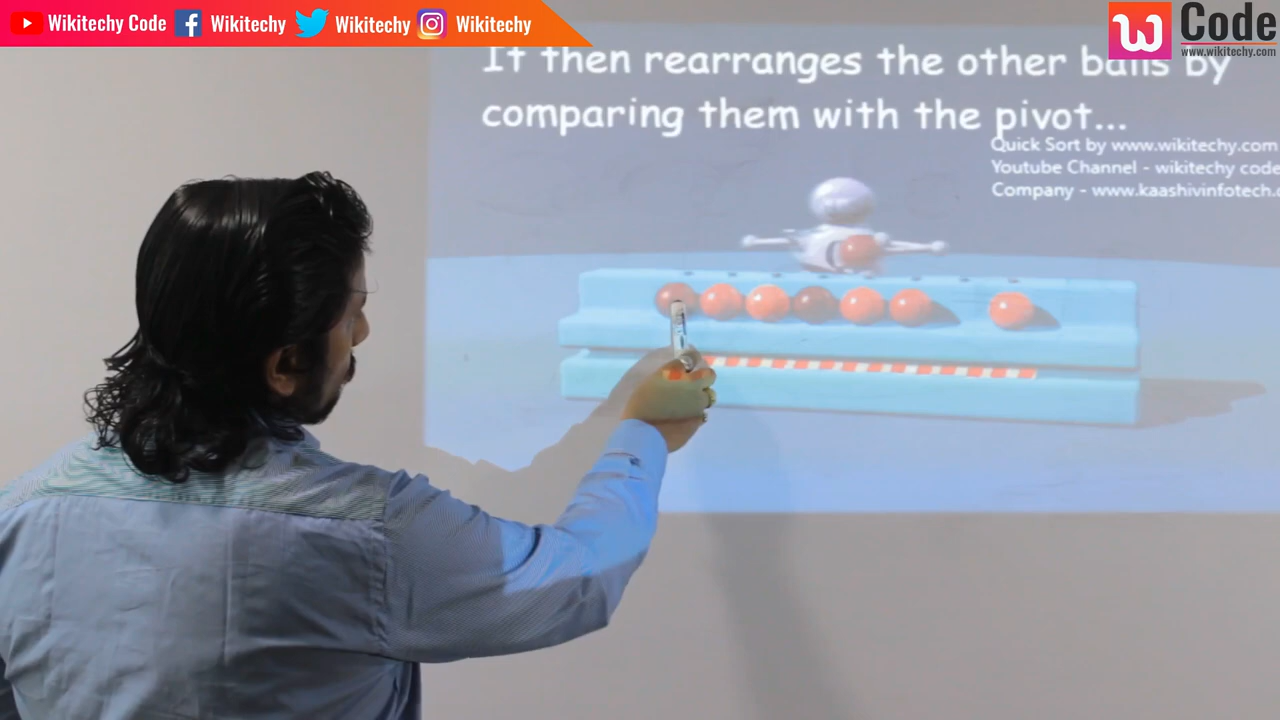 Wikitechy Code Wikitechy Wikitechy Wikitechy
W Code
www.wikitechy.com
It then rearranges the other balls by
comparing them with the pivot...
Quick Sort by www.wikitechy.com
Youtube Channel - wikitechy code
Company - www.kaashivinfotech.c